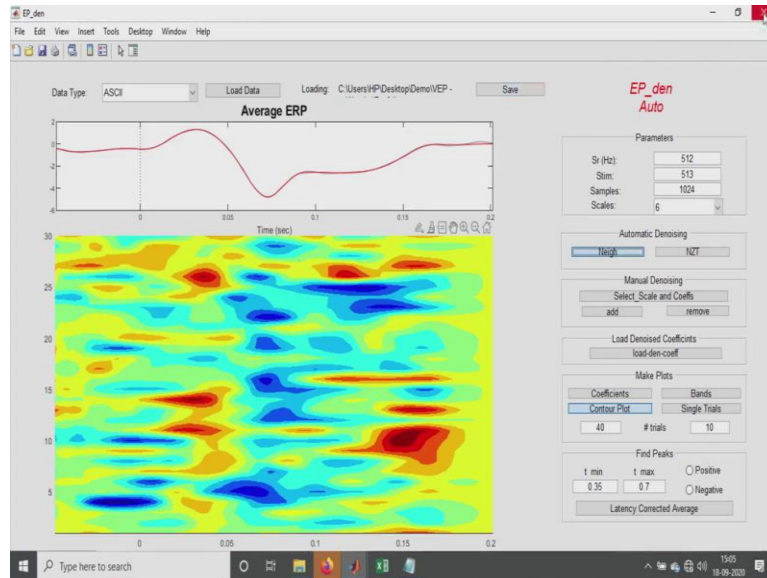 EP_den
File Edit View Insert Tools Desktop Window Help
Data Type: ASCII Load Data Loading: C:\Users\HP\Desktop\Demo\VEP - Save
EP_den
Auto
Average ERP
2
0
-2
-4
-6
0 0.05 0.1 0.15 0.2
Time (sec)
30
25
20
15
10
5
0 0.05 0.1 0.15 0.2
Parameters
Sr (Hz): 512
Stim: 513
Samples: 1024
Scales: 6
Automatic Denoising
Neigh NZT
Manual Denoising
Select_Scale and Coeffs
add remove
Load Denoised Coefficints
load-den-coeff
Make Plots
Coefficients Bands
Contour Plot Single Trials
40 # trials 10
Find Peaks
t min t max Positive
0.35 0.7 Negative
Latency Corrected Average
Type here to search
15:05
18-09-2020